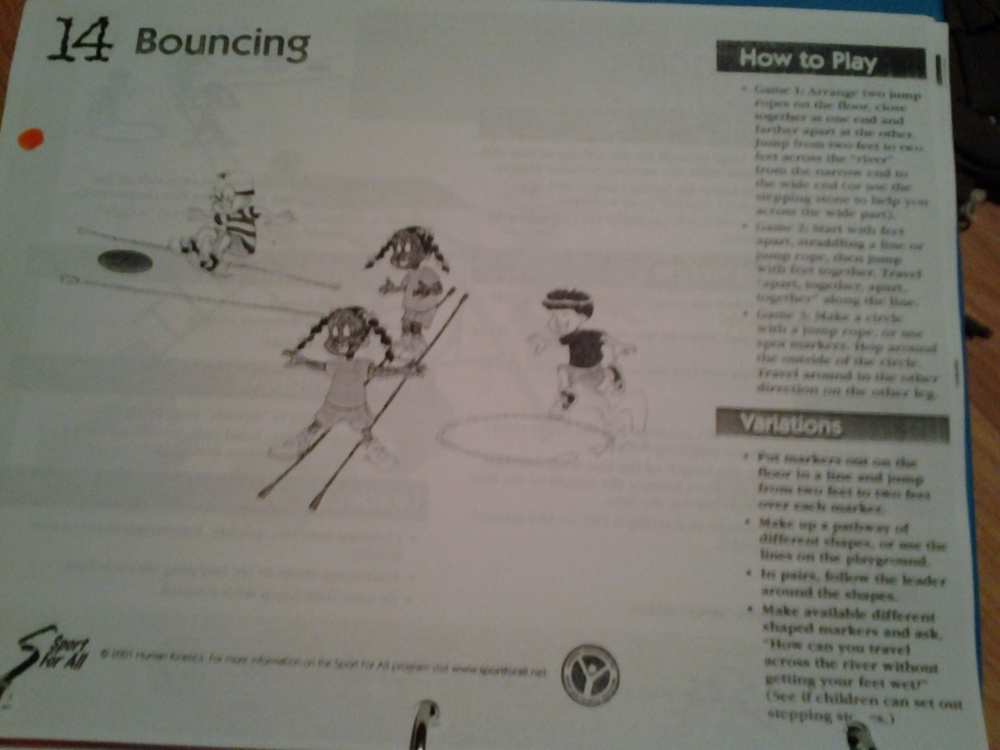 14 Bouncing
How to Play
• Game 1: Arrange two jump
ropes on the floor, close
together at one end and
farther apart at the other.
Jump from two feet to two
feet across the "river"
from the narrow end to
the wide end (or use the
stepping stone to help you
across the wide part).
• Game 2: Start with feet
apart, straddling a line or
jump rope, then jump
with feet together. Travel
"apart, together, apart,
together" along the line.
• Game 3: Make a circle
with a jump rope, or use
spot markers. Hop around
the outside of the circle.
Travel around in the other
direction on the other leg.
Variations
• Put markers out on the
floor in a line and jump
from two feet to two feet
over each marker.
• Make up a pathway of
different shapes, or use the
lines on the playground.
• In pairs, follow the leader
around the shapes.
• Make available different
shaped markers and ask,
"How can you travel
across the river without
getting your feet wet?"
(See if children can set out
stepping
Sport
For All
© 2001 Human Kinetics. For more information on the Sport For All program visit www.sportforall.net.